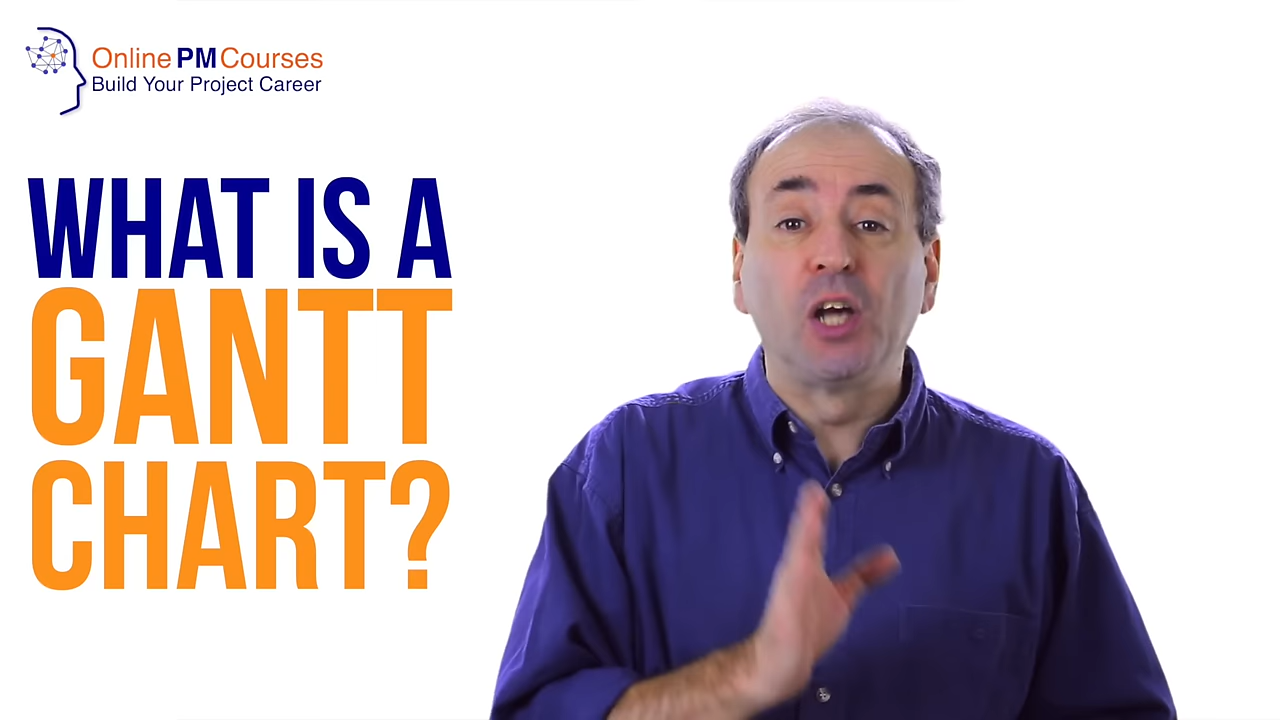 Online PM Courses
Build Your Project Career
WHAT IS A
GANTT
CHART?